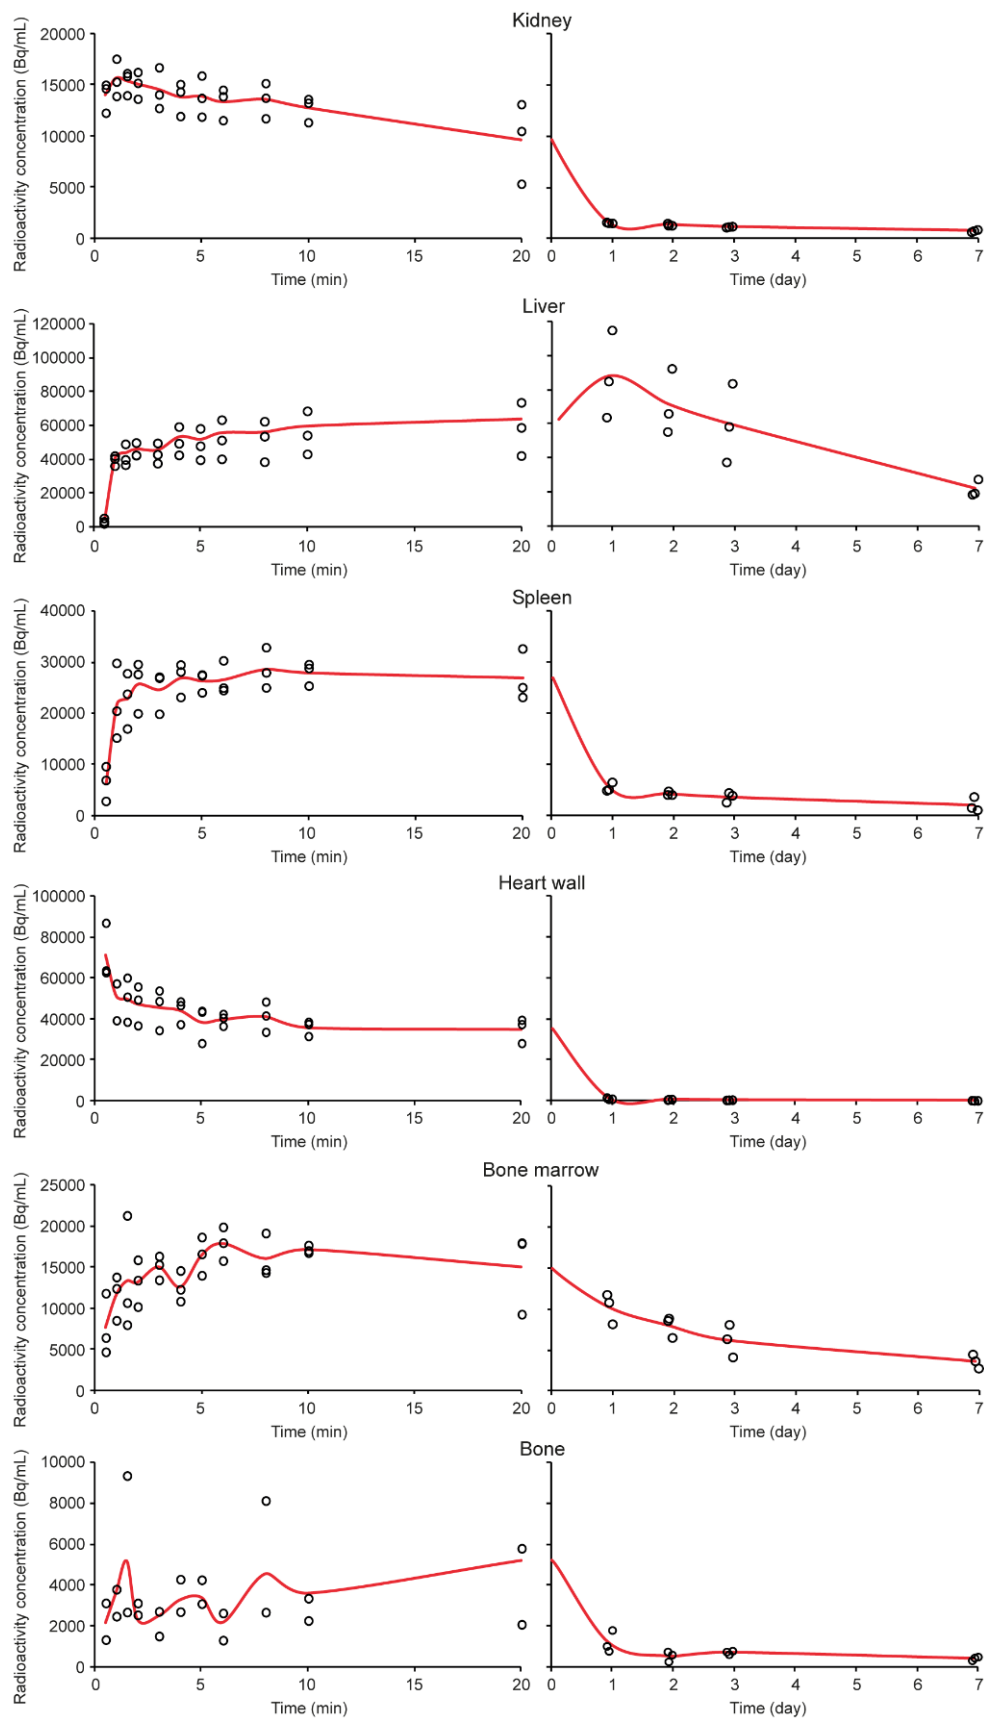 Kidney
Radioactivity concentration (Bq/mL)
20000
15000
10000
5000
0
0 5 10 15 20
Time (min)
0 1 2 3 4 5 6 7
Time (day)
Liver
Radioactivity concentration (Bq/mL)
120000
100000
80000
60000
40000
20000
0
0 5 10 15 20
Time (min)
0 1 2 3 4 5 6 7
Time (day)
Spleen
Radioactivity concentration (Bq/mL)
40000
30000
20000
10000
0
0 5 10 15 20
Time (min)
0 1 2 3 4 5 6 7
Time (day)
Heart wall
Radioactivity concentration (Bq/mL)
100000
80000
60000
40000
20000
0
0 5 10 15 20
Time (min)
0 1 2 3 4 5 6 7
Time (day)
Bone marrow
Radioactivity concentration (Bq/mL)
25000
20000
15000
10000
5000
0
0 5 10 15 20
Time (min)
0 1 2 3 4 5 6 7
Time (day)
Bone
Radioactivity concentration (Bq/mL)
10000
8000
6000
4000
2000
0
0 5 10 15 20
Time (min)
0 1 2 3 4 5 6 7
Time (day)